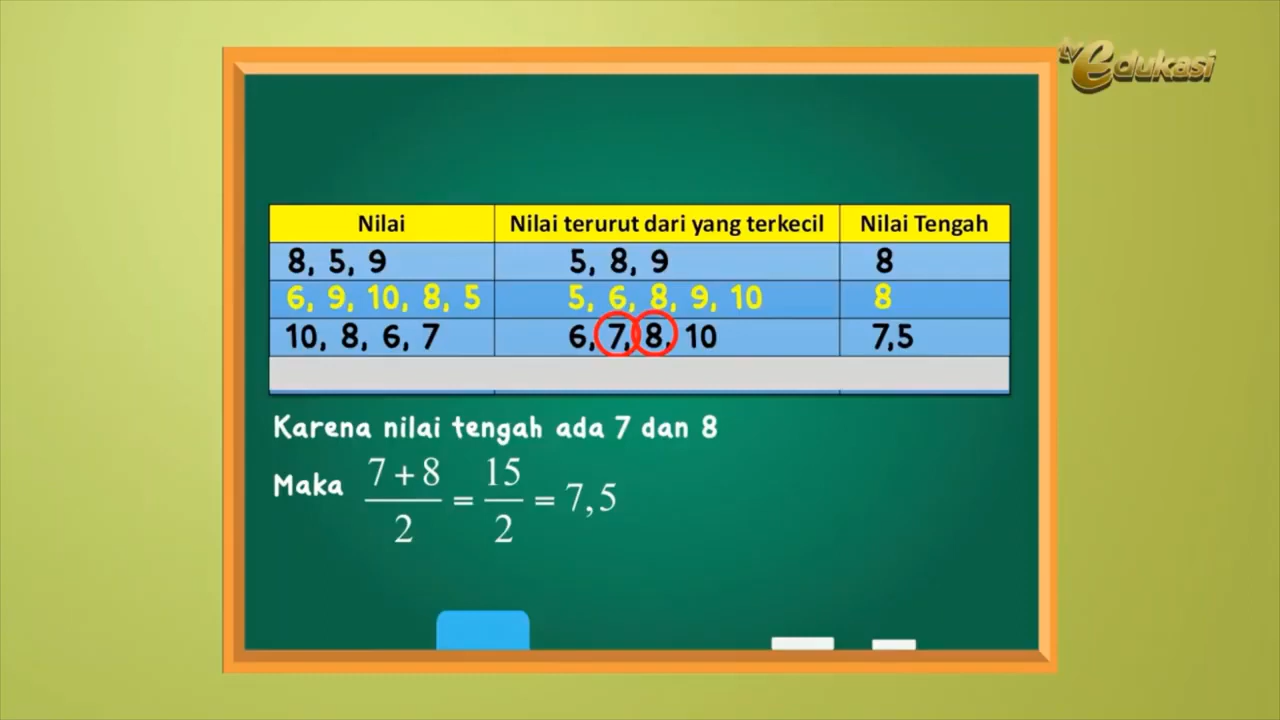 tv edukasi
Nilai Nilai terurut dari yang terkecil Nilai Tengah
8, 5, 9 5, 8, 9 8
6, 9, 10, 8, 5 5, 6, 8, 9, 10 8
10, 8, 6, 7 6, 7, 8, 10 7,5
Karena nilai tengah ada 7 dan 8
Maka (7+8)/2 = 15/2 = 7,5